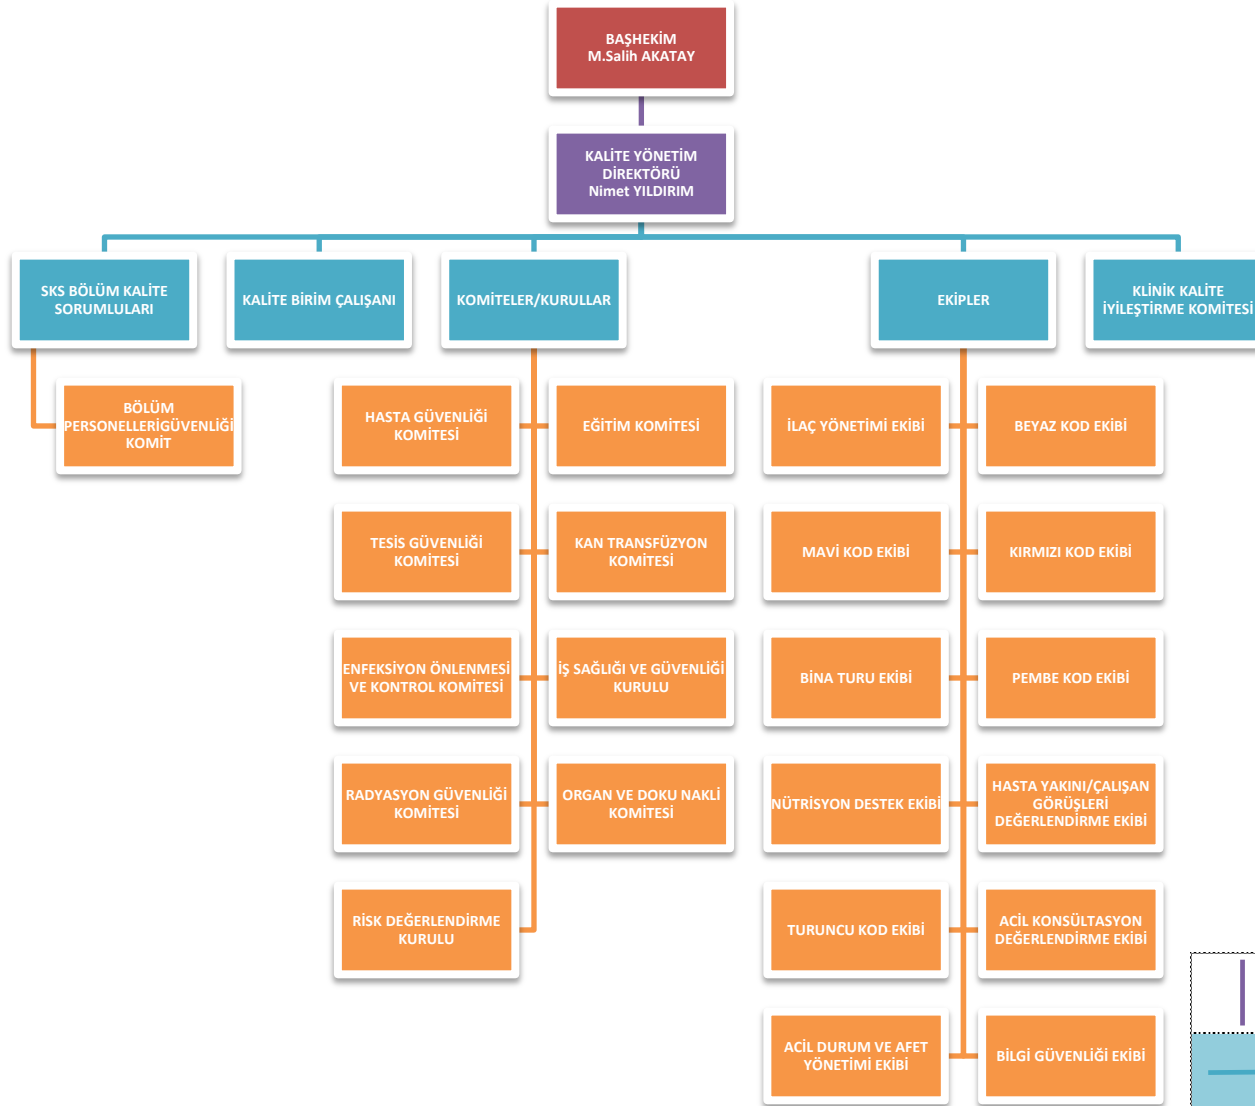 BAŞHEKİM
M.Salih AKATAY
KALİTE YÖNETİM
DİREKTÖRÜ
Nimet YILDIRIM
SKS BÖLÜM KALİTE
SORUMLULARI
KALİTE BİRİM ÇALIŞANI
KOMİTELER/KURULLAR
EKİPLER
KLİNİK KALİTE
İYİLEŞTİRME KOMİTESİ
BÖLÜM
PERSONELLERİGÜVENLİĞİ
KOMİT
HASTA GÜVENLİĞİ
KOMİTESİ
EĞİTİM KOMİTESİ
İLAÇ YÖNETİMİ EKİBİ
BEYAZ KOD EKİBİ
TESİS GÜVENLİĞİ
KOMİTESİ
KAN TRANSFÜZYON
KOMİTESİ
MAVİ KOD EKİBİ
KIRMIZI KOD EKİBİ
ENFEKSİYON ÖNLENMESİ
VE KONTROL KOMİTESİ
İŞ SAĞLIĞI VE GÜVENLİĞİ
KURULU
BİNA TURU EKİBİ
PEMBE KOD EKİBİ
RADYASYON GÜVENLİĞİ
KOMİTESİ
ORGAN VE DOKU NAKLİ
KOMİTESİ
NÜTRİSYON DESTEK EKİBİ
HASTA YAKINI/ÇALIŞAN
GÖRÜŞLERİ
DEĞERLENDİRME EKİBİ
RİSK DEĞERLENDİRME
KURULU
TURUNCU KOD EKİBİ
ACİL KONSÜLTASYON
DEĞERLENDİRME EKİBİ
ACİL DURUM VE AFET
YÖNETİMİ EKİBİ
BİLGİ GÜVENLİĞİ EKİBİ